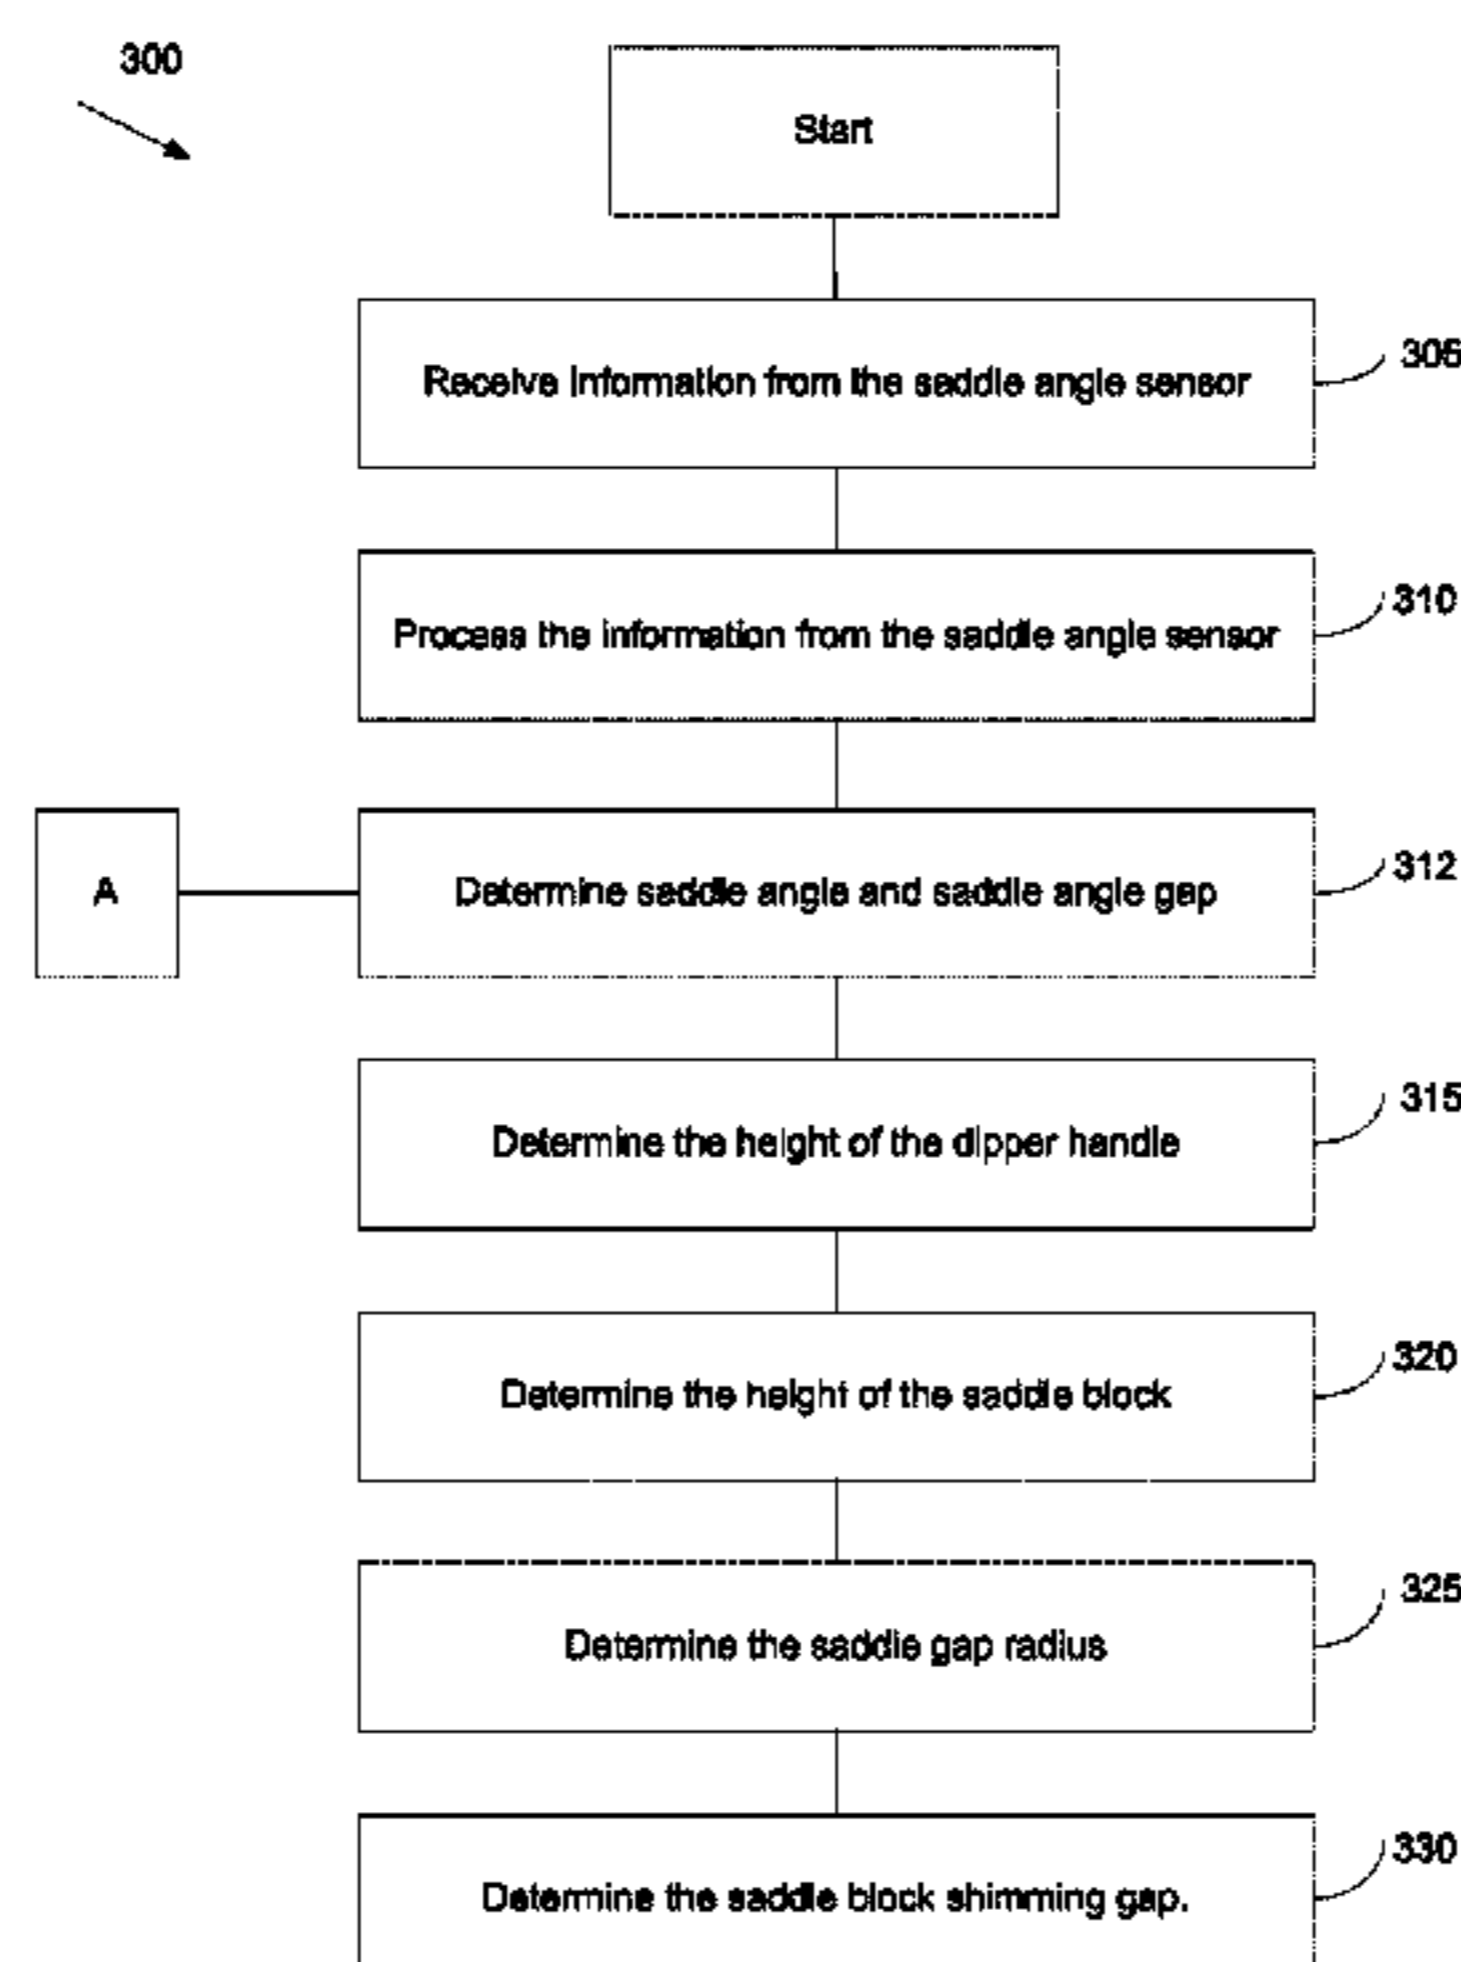 300
Start
Receive information from the saddle angle sensor
305
Process the information from the saddle angle sensor
310
A
Determine saddle angle and saddle angle gap
312
Determine the height of the dipper handle
315
Determine the height of the saddle block
320
Determine the saddle gap radius
325
Determine the saddle block shimming gap.
330